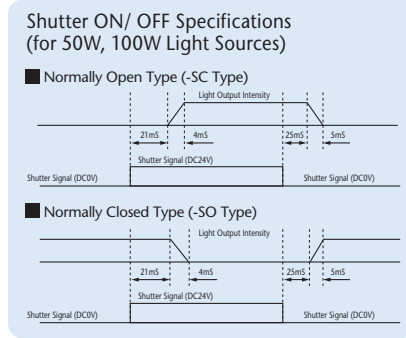 Shutter ON/ OFF Specifications
(for 50W, 100W Light Sources)
Normally Open Type (-SC Type)
Light Output Intensity
21mS 4mS 25mS 5mS
Shutter Signal (DC24V)
Shutter Signal (DC0V) Shutter Signal (DC0V)
Normally Closed Type (-SO Type)
Light Output Intensity
21mS 4mS 25mS 5mS
Shutter Signal (DC24V)
Shutter Signal (DC0V) Shutter Signal (DC0V)